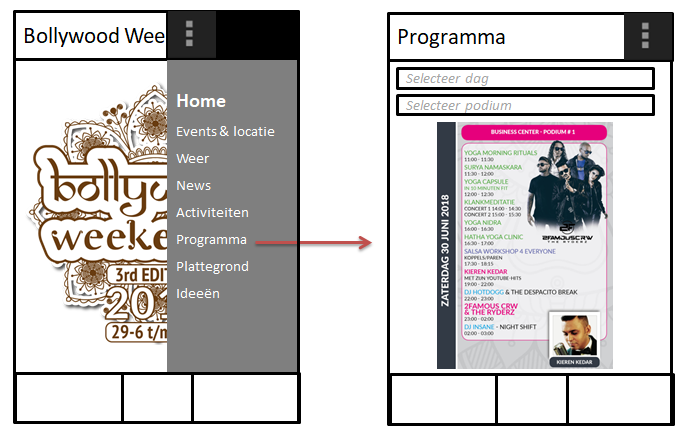 Bollywood Wee
Home
Events & locatie
Weer
News
Activiteiten
Programma
Plattegrond
Ideeën
bollyw
weeke
3rd EDIT
201
29-6 t/m
Programma
Selecteer dag
Selecteer podium
ZATERDAG 30 JUNI 2018
BUSINESS CENTER - PODIUM # 1
YOGA MORNING RITUALS
11:00 - 11:30
SURYA NAMASKARA
11:30 - 12:00
YOGA CAPSULE
IN 10 MINUTEN FIT
12:00 - 12:30
KLANKMEDITATIE
CONCERT 1 14:00 - 14:30
CONCERT 2 15:00 - 15:30
YOGA NIDRA
16:00 - 16:30
HATHA YOGA CLINIC
16:30 - 17:00
SALSA WORKSHOP 4 EVERYONE
KOPPELS/PAREN
17:30 - 18:15
KIEREN KEDAR
MET ZIJN YOUTUBE-HITS
19:00 - 22:00
DJ HOTDOGG & THE DESPACITO BREAK
22:00 - 23:00
2FAMOUS CRW
& THE RYDERZ
23:00 - 02:00
DJ INSANE - NIGHT SHIFT
02:00 - 03:00
2FAMOUSCRW
& THE RYDERZ
KIEREN KEDAR